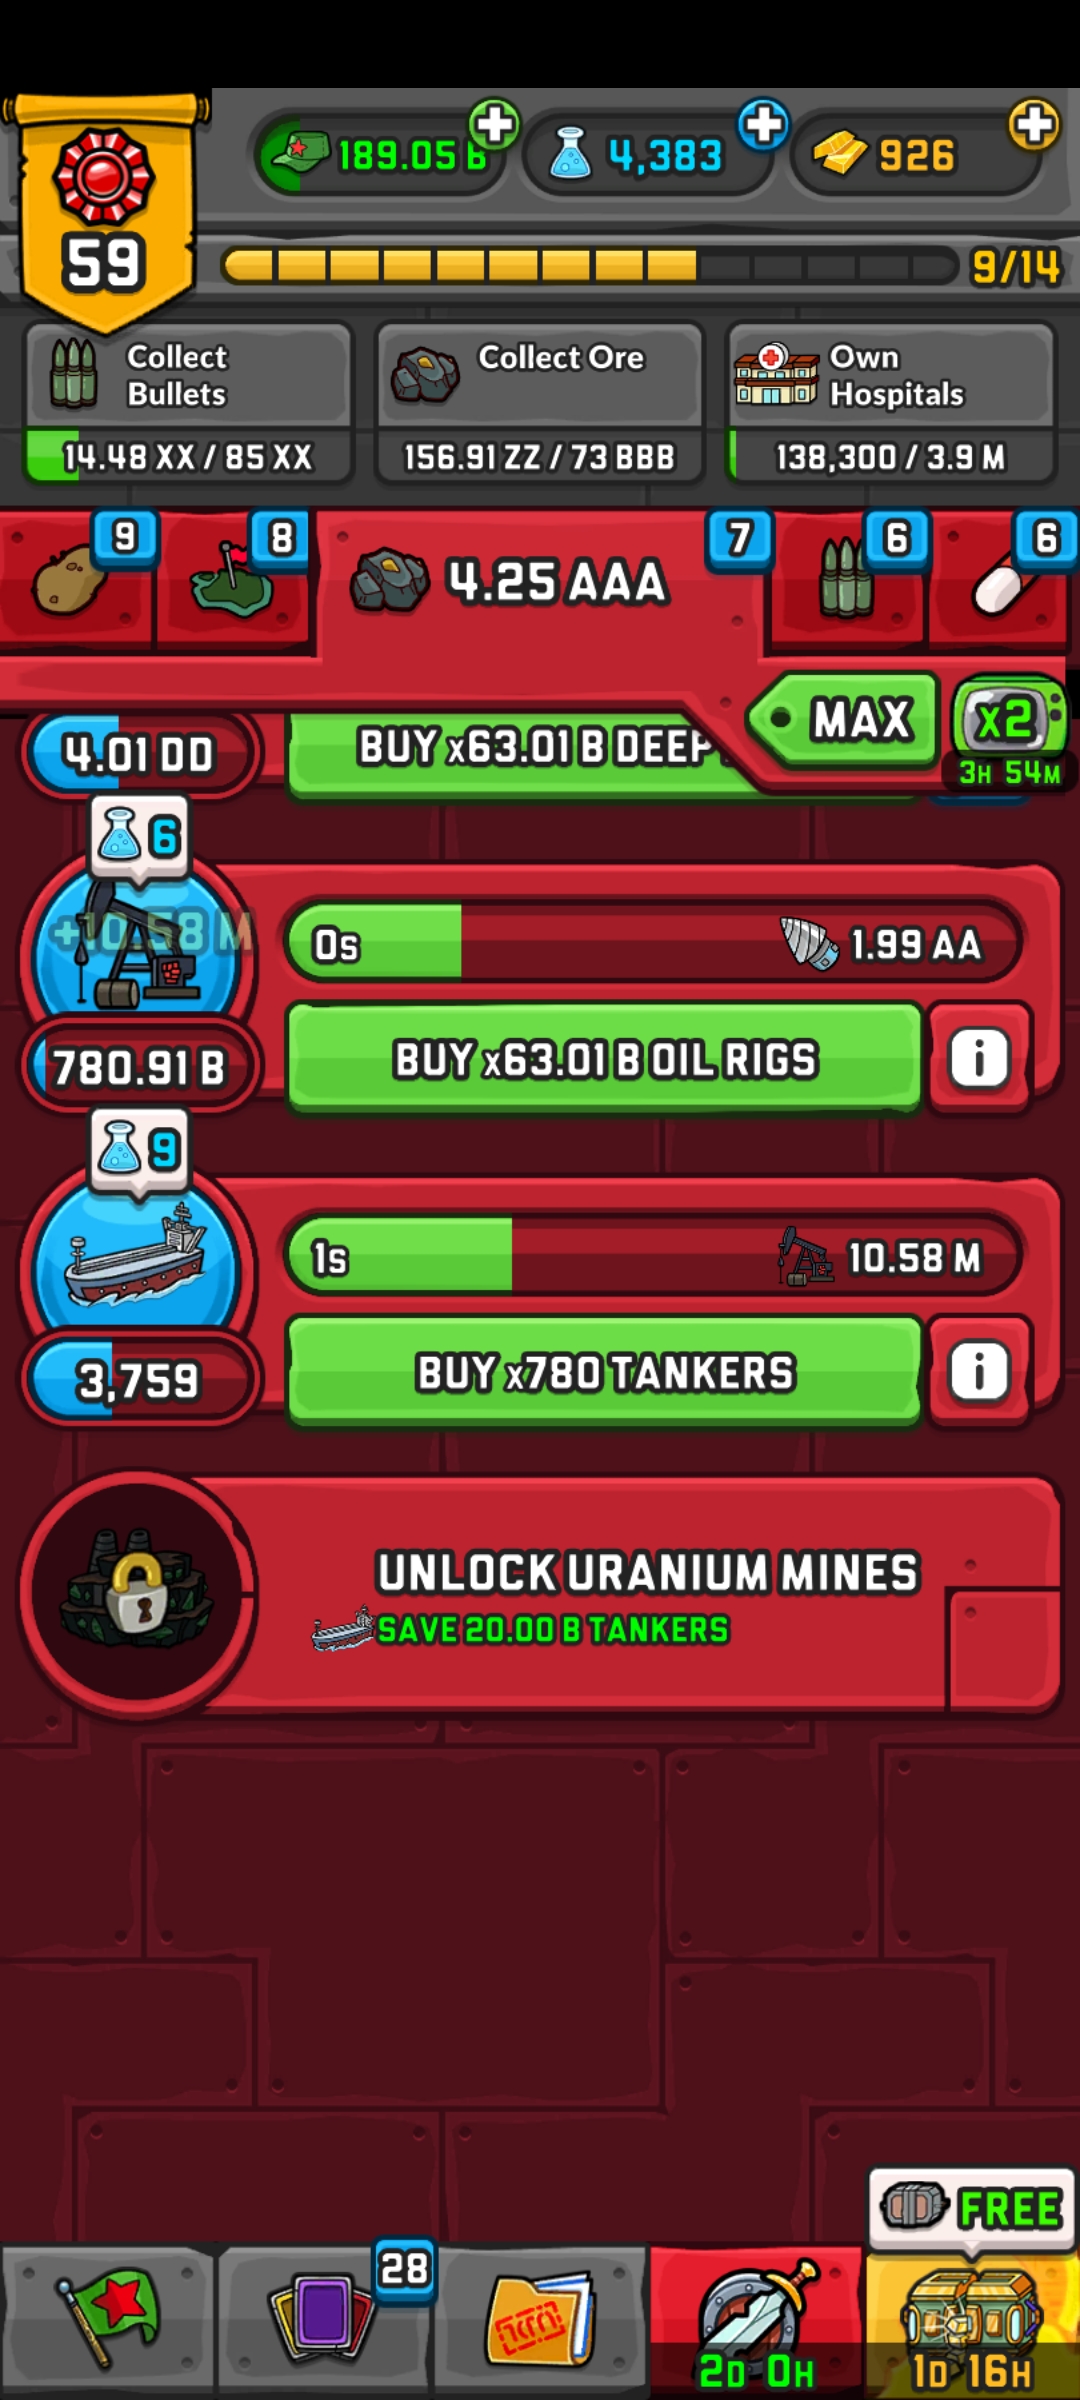 59
189.05 B
4,383
926
9/14
Collect Bullets
14.48 XX / 85 XX
Collect Ore
156.91 ZZ / 73 BBB
Own Hospitals
138,300 / 3.9 M
9
8
4.25 AAA
7
6
6
MAX
x2
3H 54M
4.01 DD
BUY x63.01 B DEEP
6
+10.58 M
0s
1.99 AA
780.91 B
BUY x63.01 B OIL RIGS
i
9
1s
10.58 M
3,759
BUY x780 TANKERS
i
UNLOCK URANIUM MINES
SAVE 20.00 B TANKERS
FREE
28
2D 0H
1D 16H